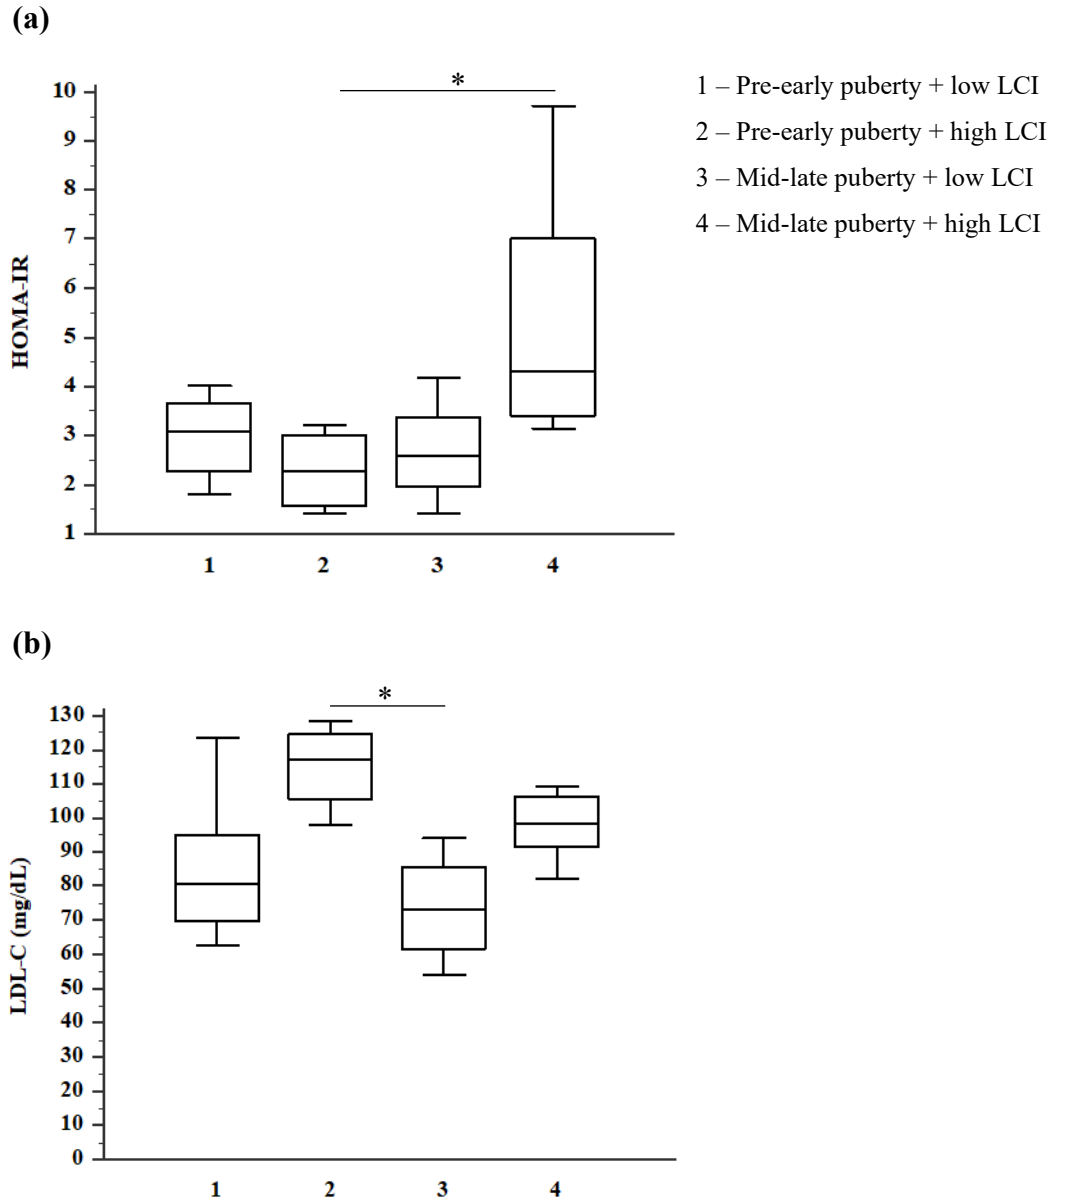 (a)
*
10
9
8
7
6
5
4
3
2
1
HOMA-IR
1 2 3 4
1 – Pre-early puberty + low LCI
2 – Pre-early puberty + high LCI
3 – Mid-late puberty + low LCI
4 – Mid-late puberty + high LCI
(b)
*
130
120
110
100
90
80
70
60
50
40
30
20
10
0
LDL-C (mg/dL)
1 2 3 4